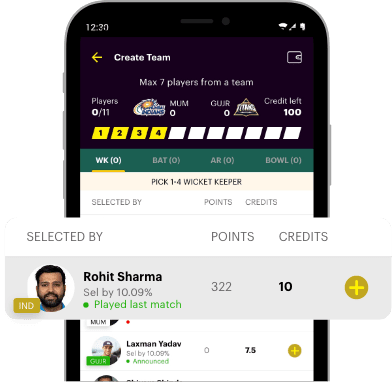 12:30
Create Team
Max 7 players from a team
Players MUM GUJR Credit left
0/11 0 0 100
1 2 3 4
WK (0) BAT (0) AR (0) BOWL (0)
PICK 1-4 WICKET KEEPER
SELECTED BY POINTS CREDITS
SELECTED BY POINTS CREDITS
Rohit Sharma
Sel by 10.09% 322 10
IND Played last match
MUM
Laxman Yadav
Sel by 10.09% 0 7.5
GUJR Announced